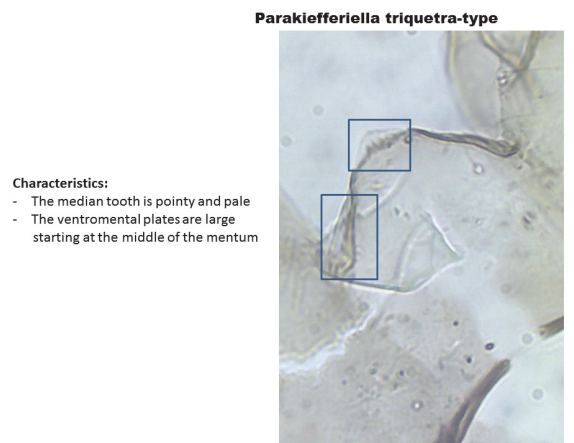 Parakiefferiella triquetra-type
Characteristics:
- The median tooth is pointy and pale
- The ventromental plates are large
starting at the middle of the mentum